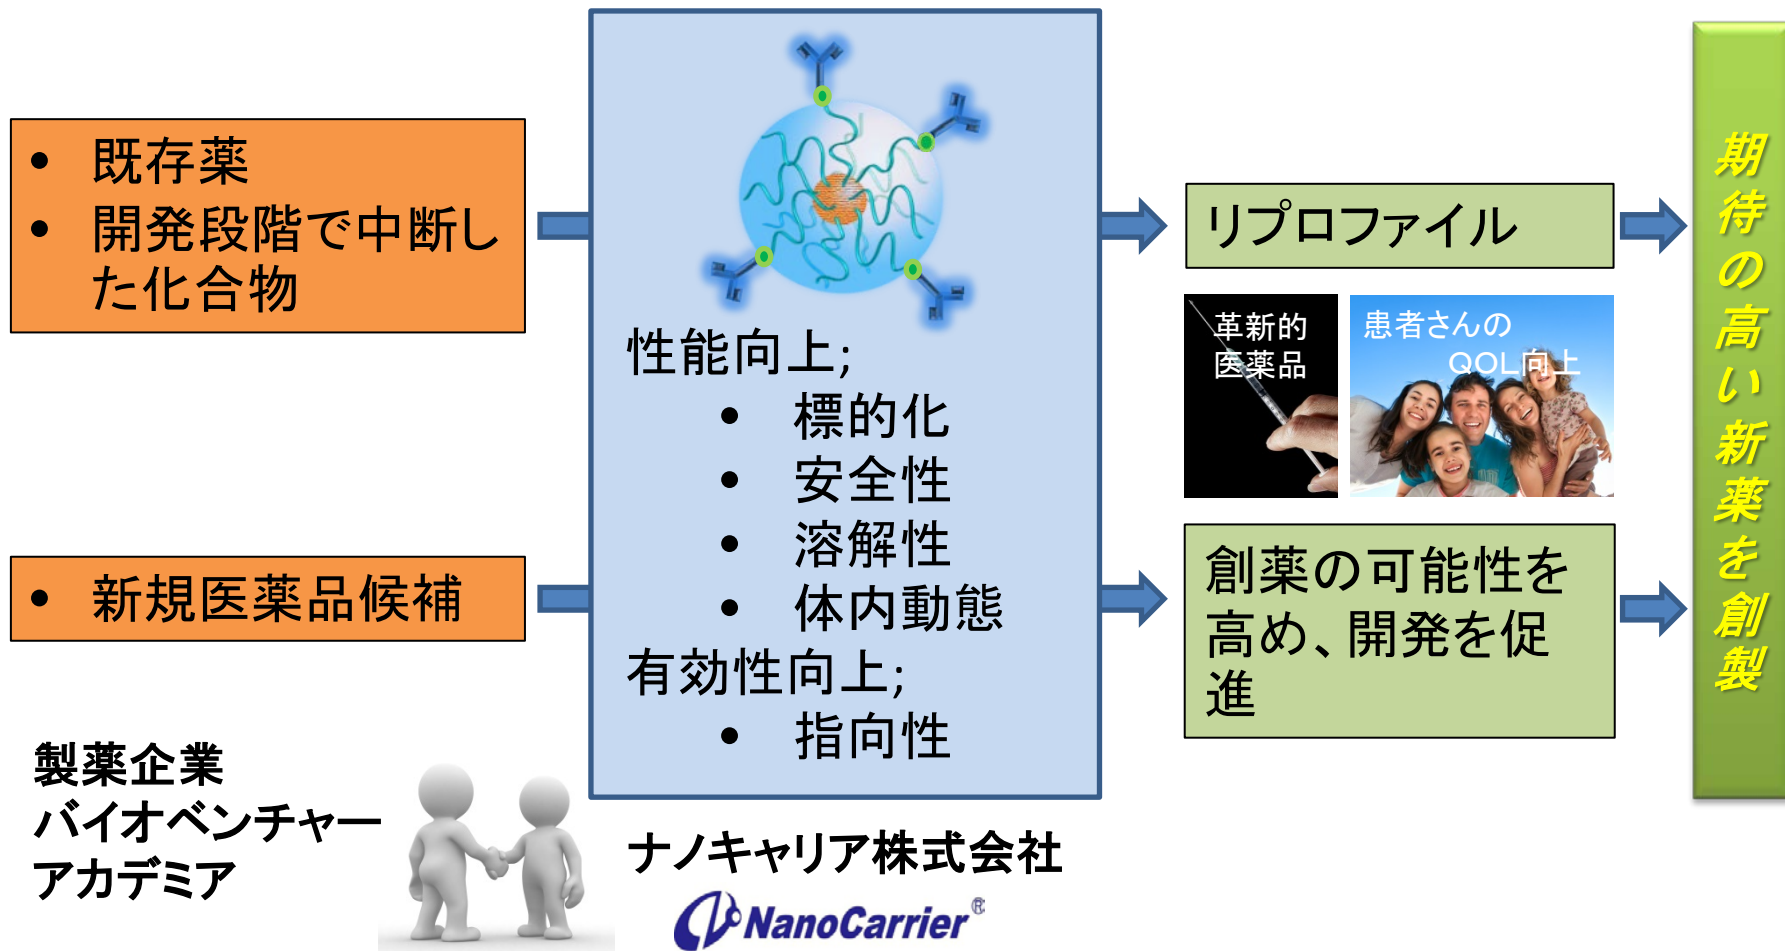 • 既存薬
• 開発段階で中断し
た化合物
• 新規医薬品候補
製薬企業
バイオベンチャー
アカデミア
性能向上;
• 標的化
• 安全性
• 溶解性
• 体内動態
有効性向上;
• 指向性
ナノキャリア株式会社
NanoCarrier®
リプロファイル
革新的
医薬品
患者さんの
QOL向上
創薬の可能性を
高め、開発を促
進
期待の高い新薬を創製